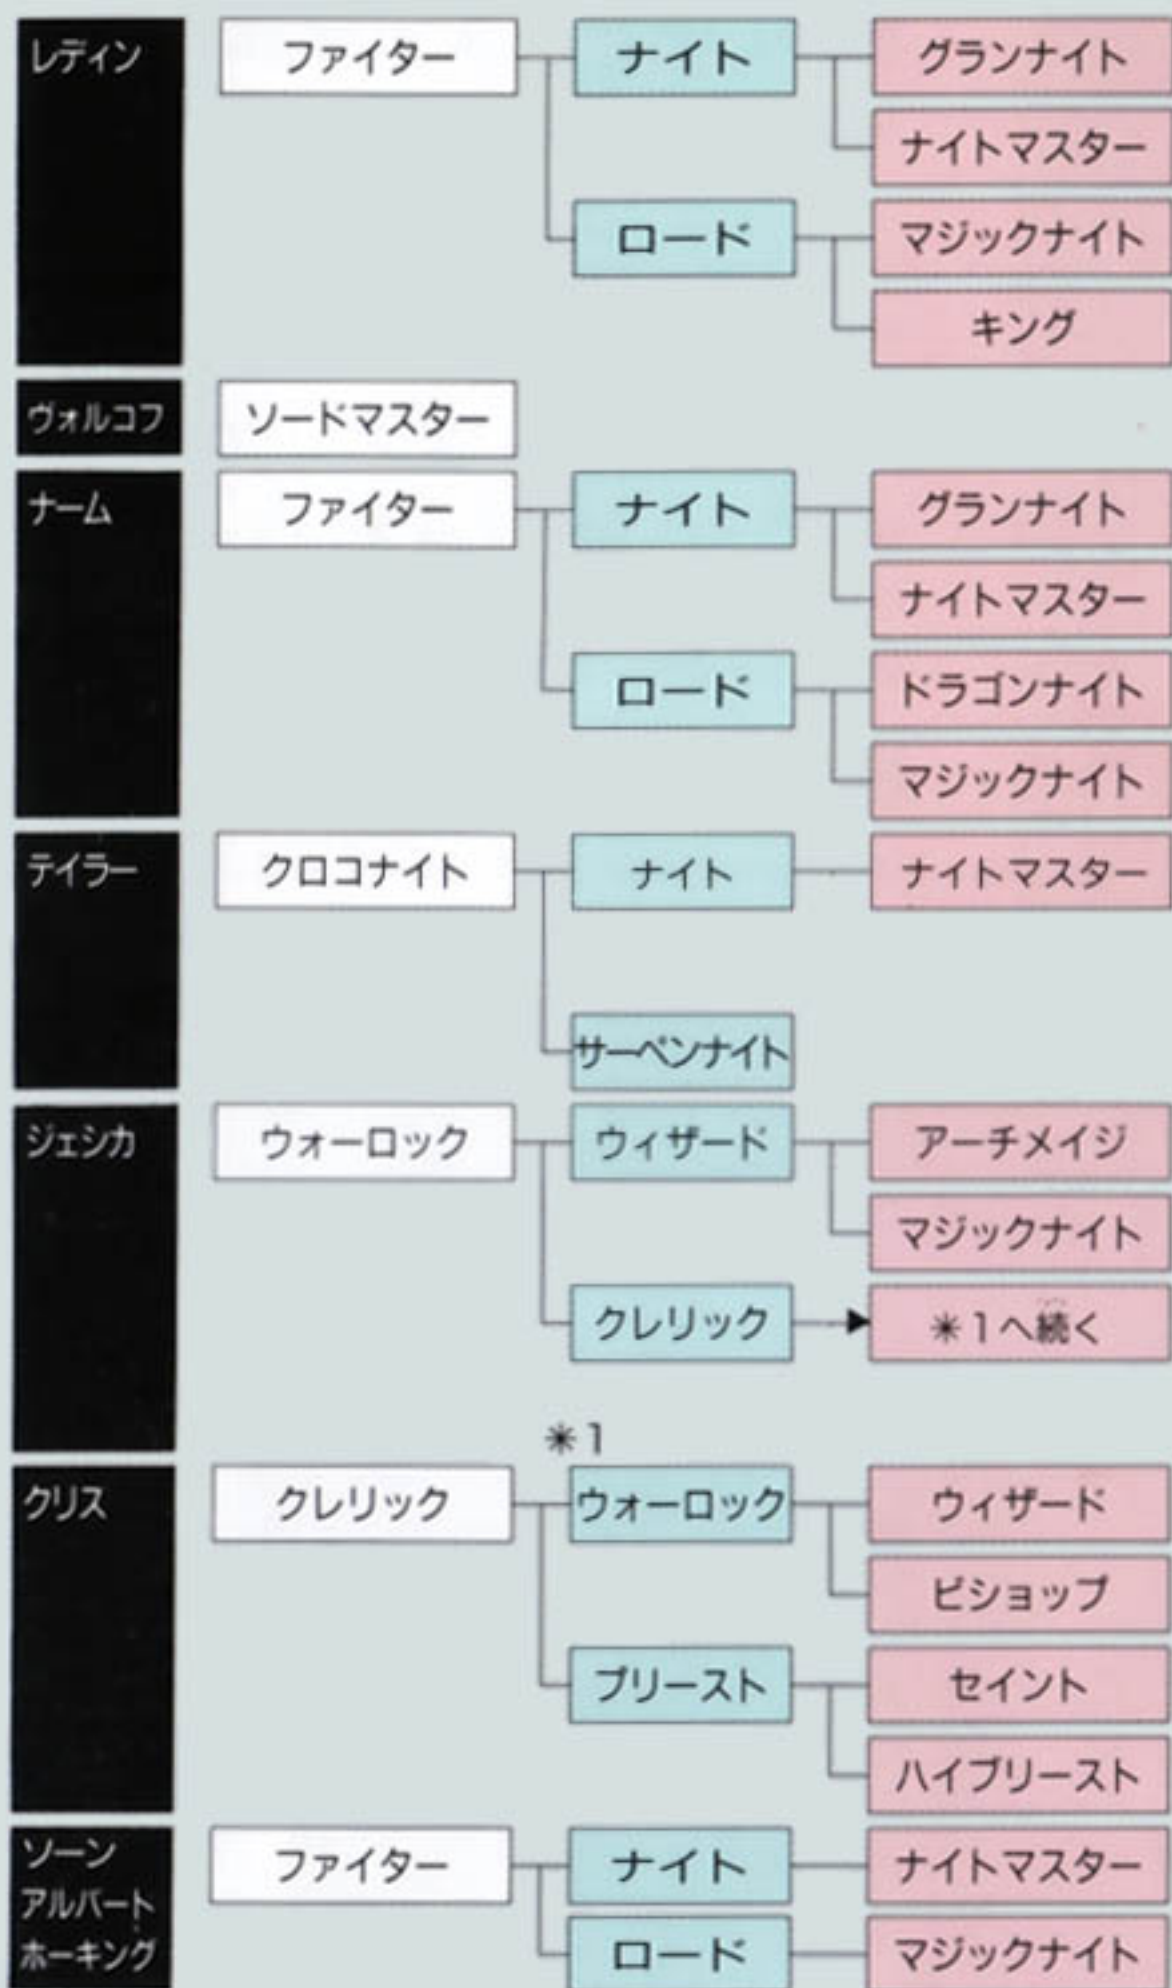 レディン
ファイター
ナイト
グランナイト
ナイトマスター
ロード
マジックナイト
キング
ヴォルコフ
ソードマスター
ナーム
ファイター
ナイト
グランナイト
ナイトマスター
ロード
ドラゴンナイト
マジックナイト
テイラー
クロコナイト
ナイト
ナイトマスター
サーペンナイト
ジェシカ
ウォーロック
ウィザード
アーチメイジ
マジックナイト
クレリック
＊1へ続く
＊1
クリス
クレリック
ウォーロック
ウィザード
ビショップ
プリースト
セイント
ハイプリースト
ソーン
アルバート
ホーキング
ファイター
ナイト
ナイトマスター
ロード
マジックナイト